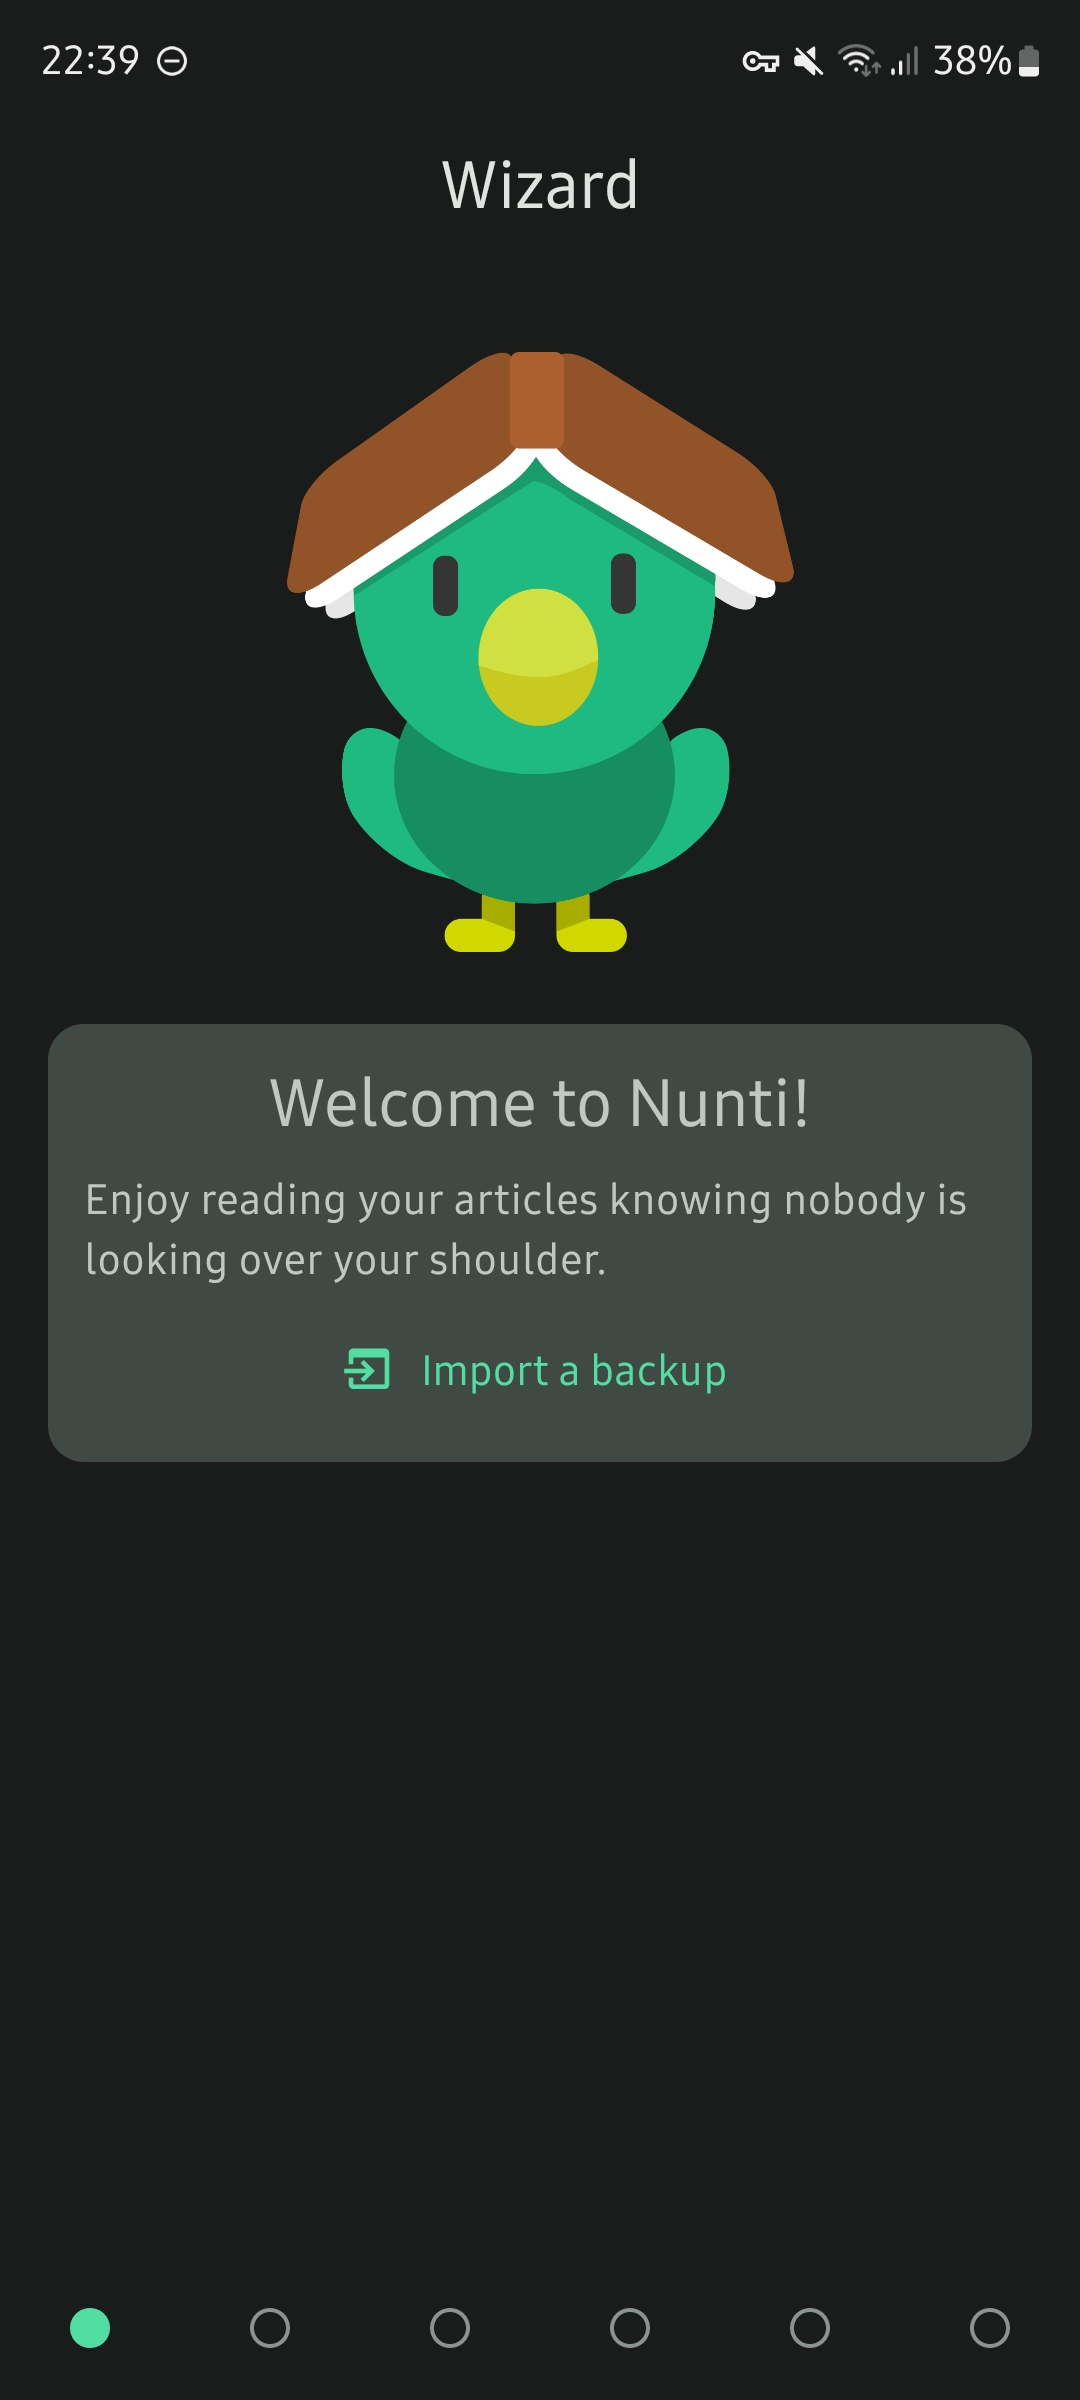 22:39
38%
Wizard
Welcome to Nunti!
Enjoy reading your articles knowing nobody is
looking over your shoulder.
Import a backup